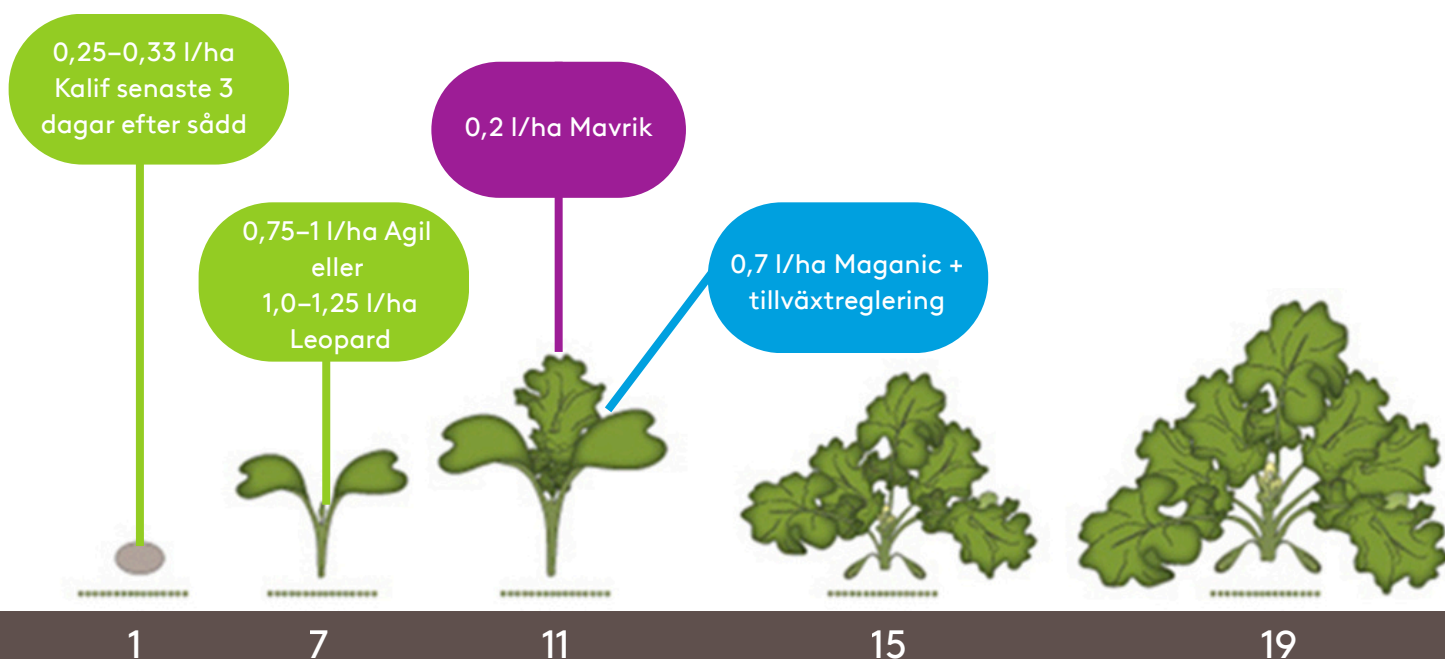 0,25–0,33 l/ha
Kalif senaste 3
dagar efter sådd
0,75–1 l/ha Agil
eller
1,0–1,25 l/ha
Leopard
0,2 l/ha Mavrik
0,7 l/ha Maganic +
tillväxtreglering
1
7
11
15
19